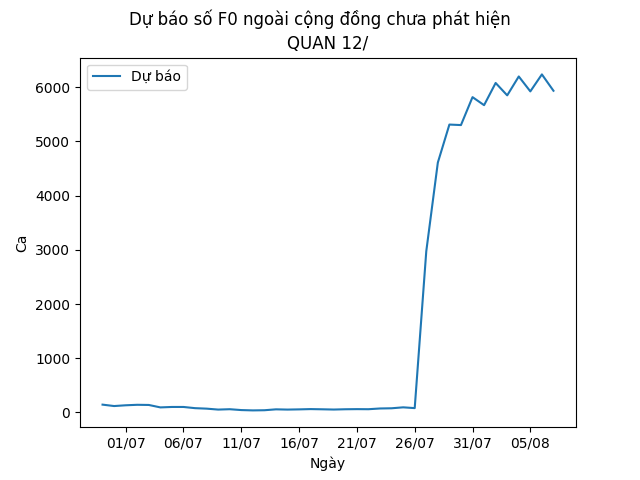 Dự báo số F0 ngoài cộng đồng chưa phát hiện
QUAN 12/
Dự báo
6000
5000
4000
3000
2000
1000
0
Ca
01/07 06/07 11/07 16/07 21/07 26/07 31/07 05/08
Ngày